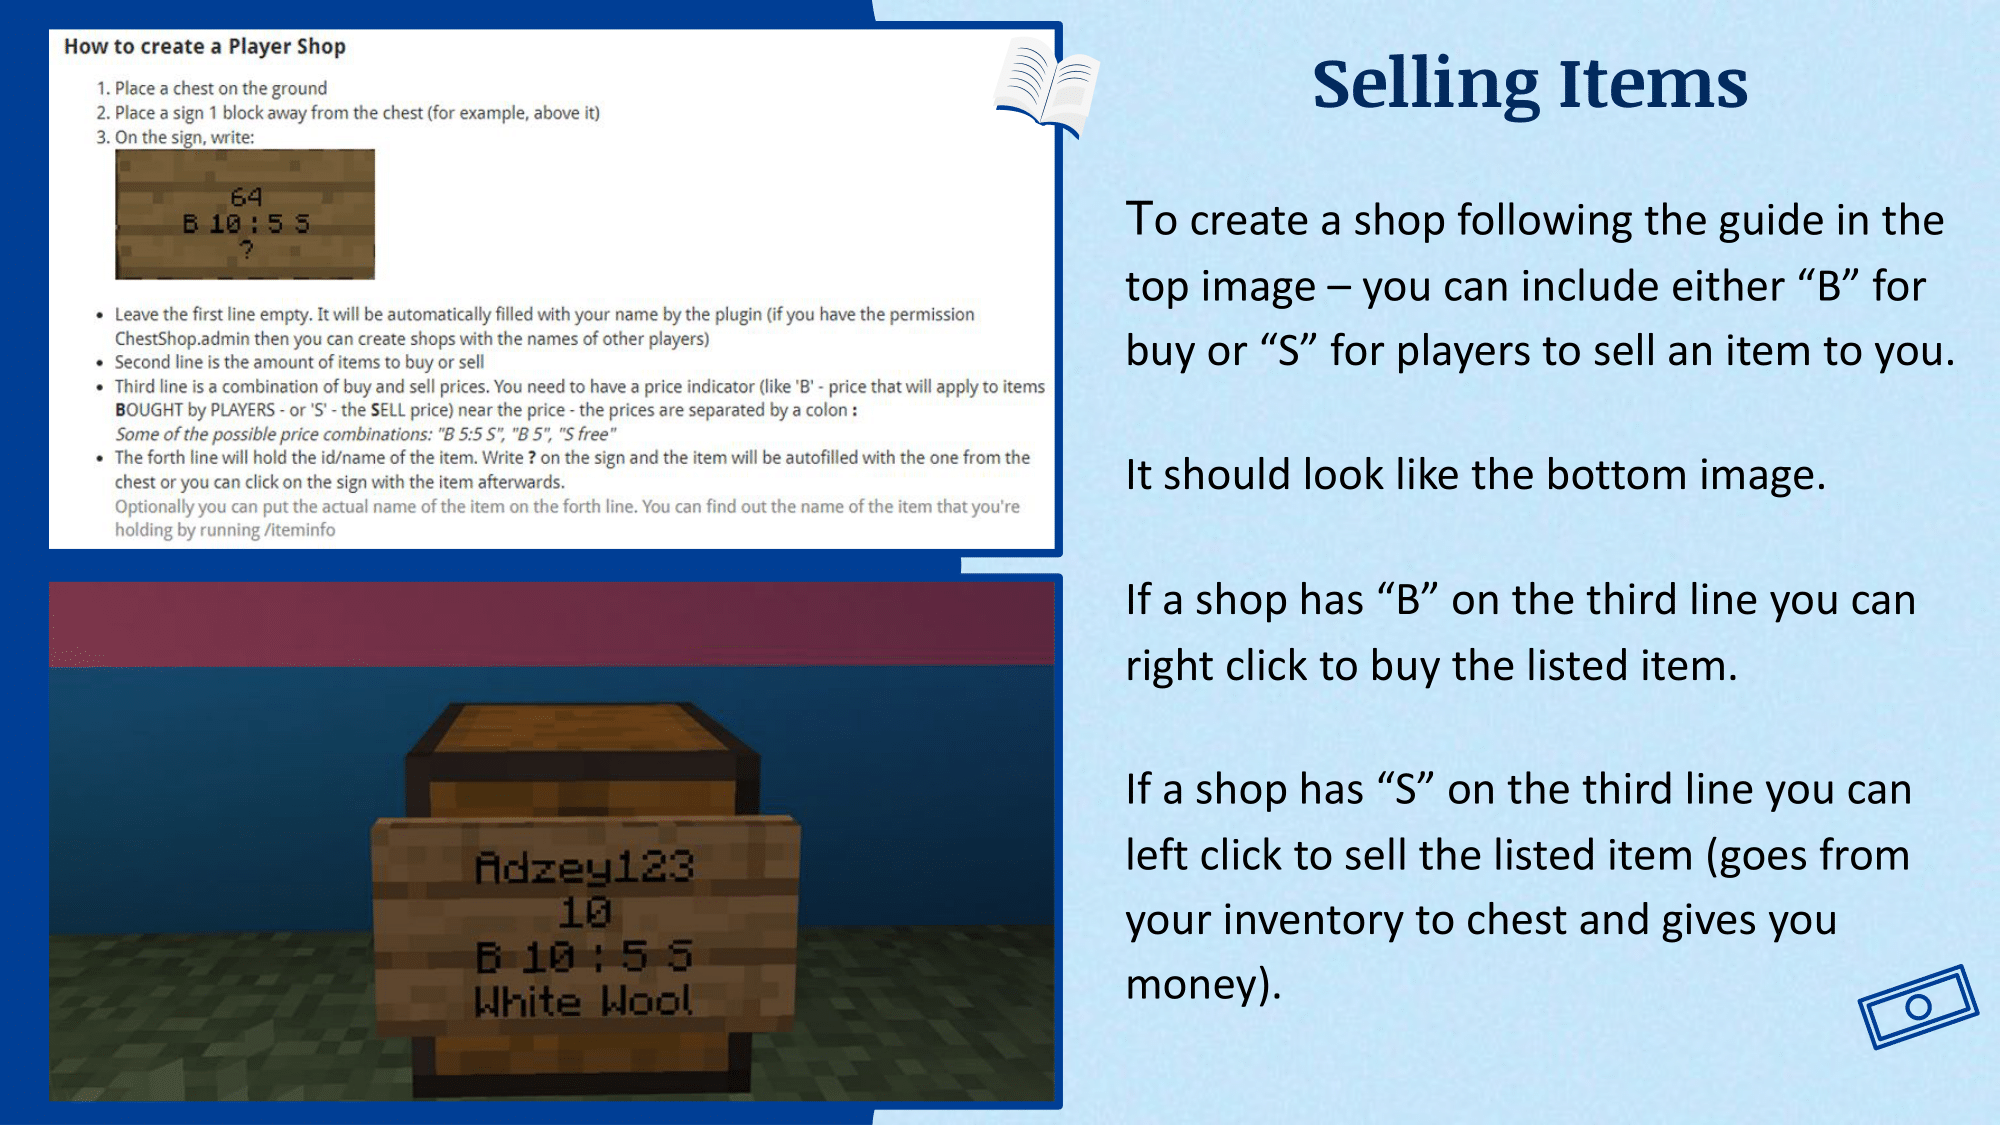 How to create a Player Shop
1. Place a chest on the ground
2. Place a sign 1 block away from the chest (for example, above it)
3. On the sign, write:
64
B 10 : 5 S
?
• Leave the first line empty. It will be automatically filled with your name by the plugin (if you have the permission
ChestShop.admin then you can create shops with the names of other players)
• Second line is the amount of items to buy or sell
• Third line is a combination of buy and sell prices. You need to have a price indicator (like 'B' - price that will apply to items
BOUGHT by PLAYERS - or 'S' - the SELL price) near the price - the prices are separated by a colon :
Some of the possible price combinations: "B 5:5 S", "B 5", "S free"
• The forth line will hold the id/name of the item. Write ? on the sign and the item will be autofilled with the one from the
chest or you can click on the sign with the item afterwards.
Optionally you can put the actual name of the item on the forth line. You can find out the name of the item that you're
holding by running /iteminfo
Adzey123
10
B 10 : 5 S
White Wool
Selling Items
To create a shop following the guide in the
top image – you can include either “B” for
buy or “S” for players to sell an item to you.
It should look like the bottom image.
If a shop has “B” on the third line you can
right click to buy the listed item.
If a shop has “S” on the third line you can
left click to sell the listed item (goes from
your inventory to chest and gives you
money).